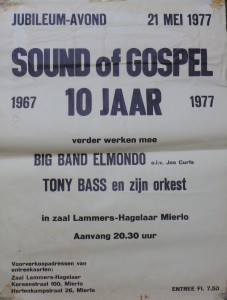 JUBILEUM-AVOND 21 MEI 1977
SOUND of GOSPEL
1967 10 JAAR 1977
verder werken mee
BIG BAND ELMONDO o.l.v. Jos Curfs
TONY BASS en zijn orkest
in zaal Lammers-Hagelaar Mierlo
Aanvang 20.30 uur
Voorverkoopadressen van
entreekaarten:
Zaal Lammers-Hagelaar
Kersenstraat 100, Mierlo
Hertenkampstraat 26, Mierlo
ENTREE Fl. 7,50